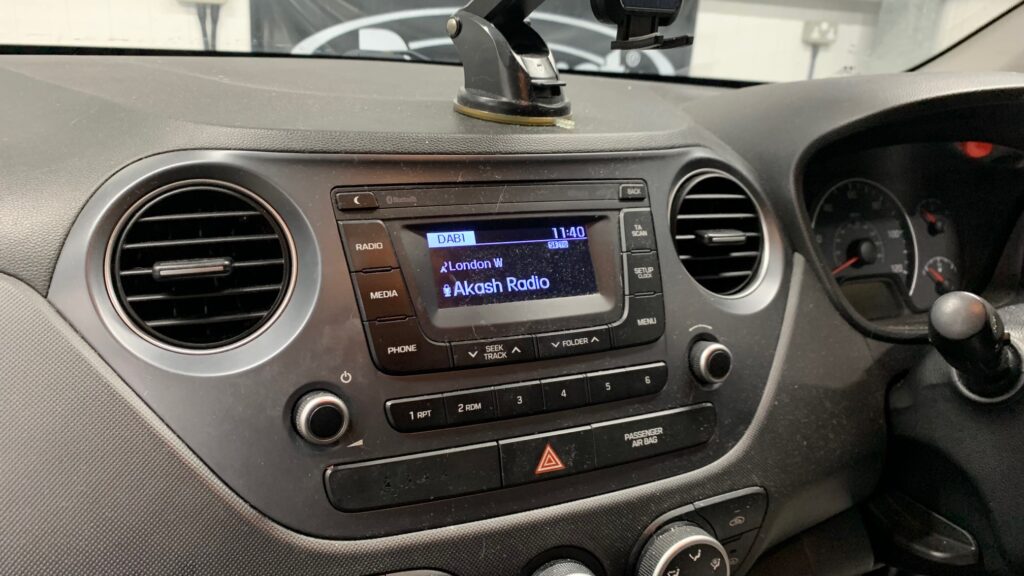 Bluetooth
BACK
RADIO
MEDIA
PHONE
DAB1
11:40
London W
Akash Radio
TA
SCAN
SETUP
CLOCK
MENU
SEEK
TRACK
FOLDER
1 RPT
2 RDM
3
4
5
6
PASSENGER
AIR BAG